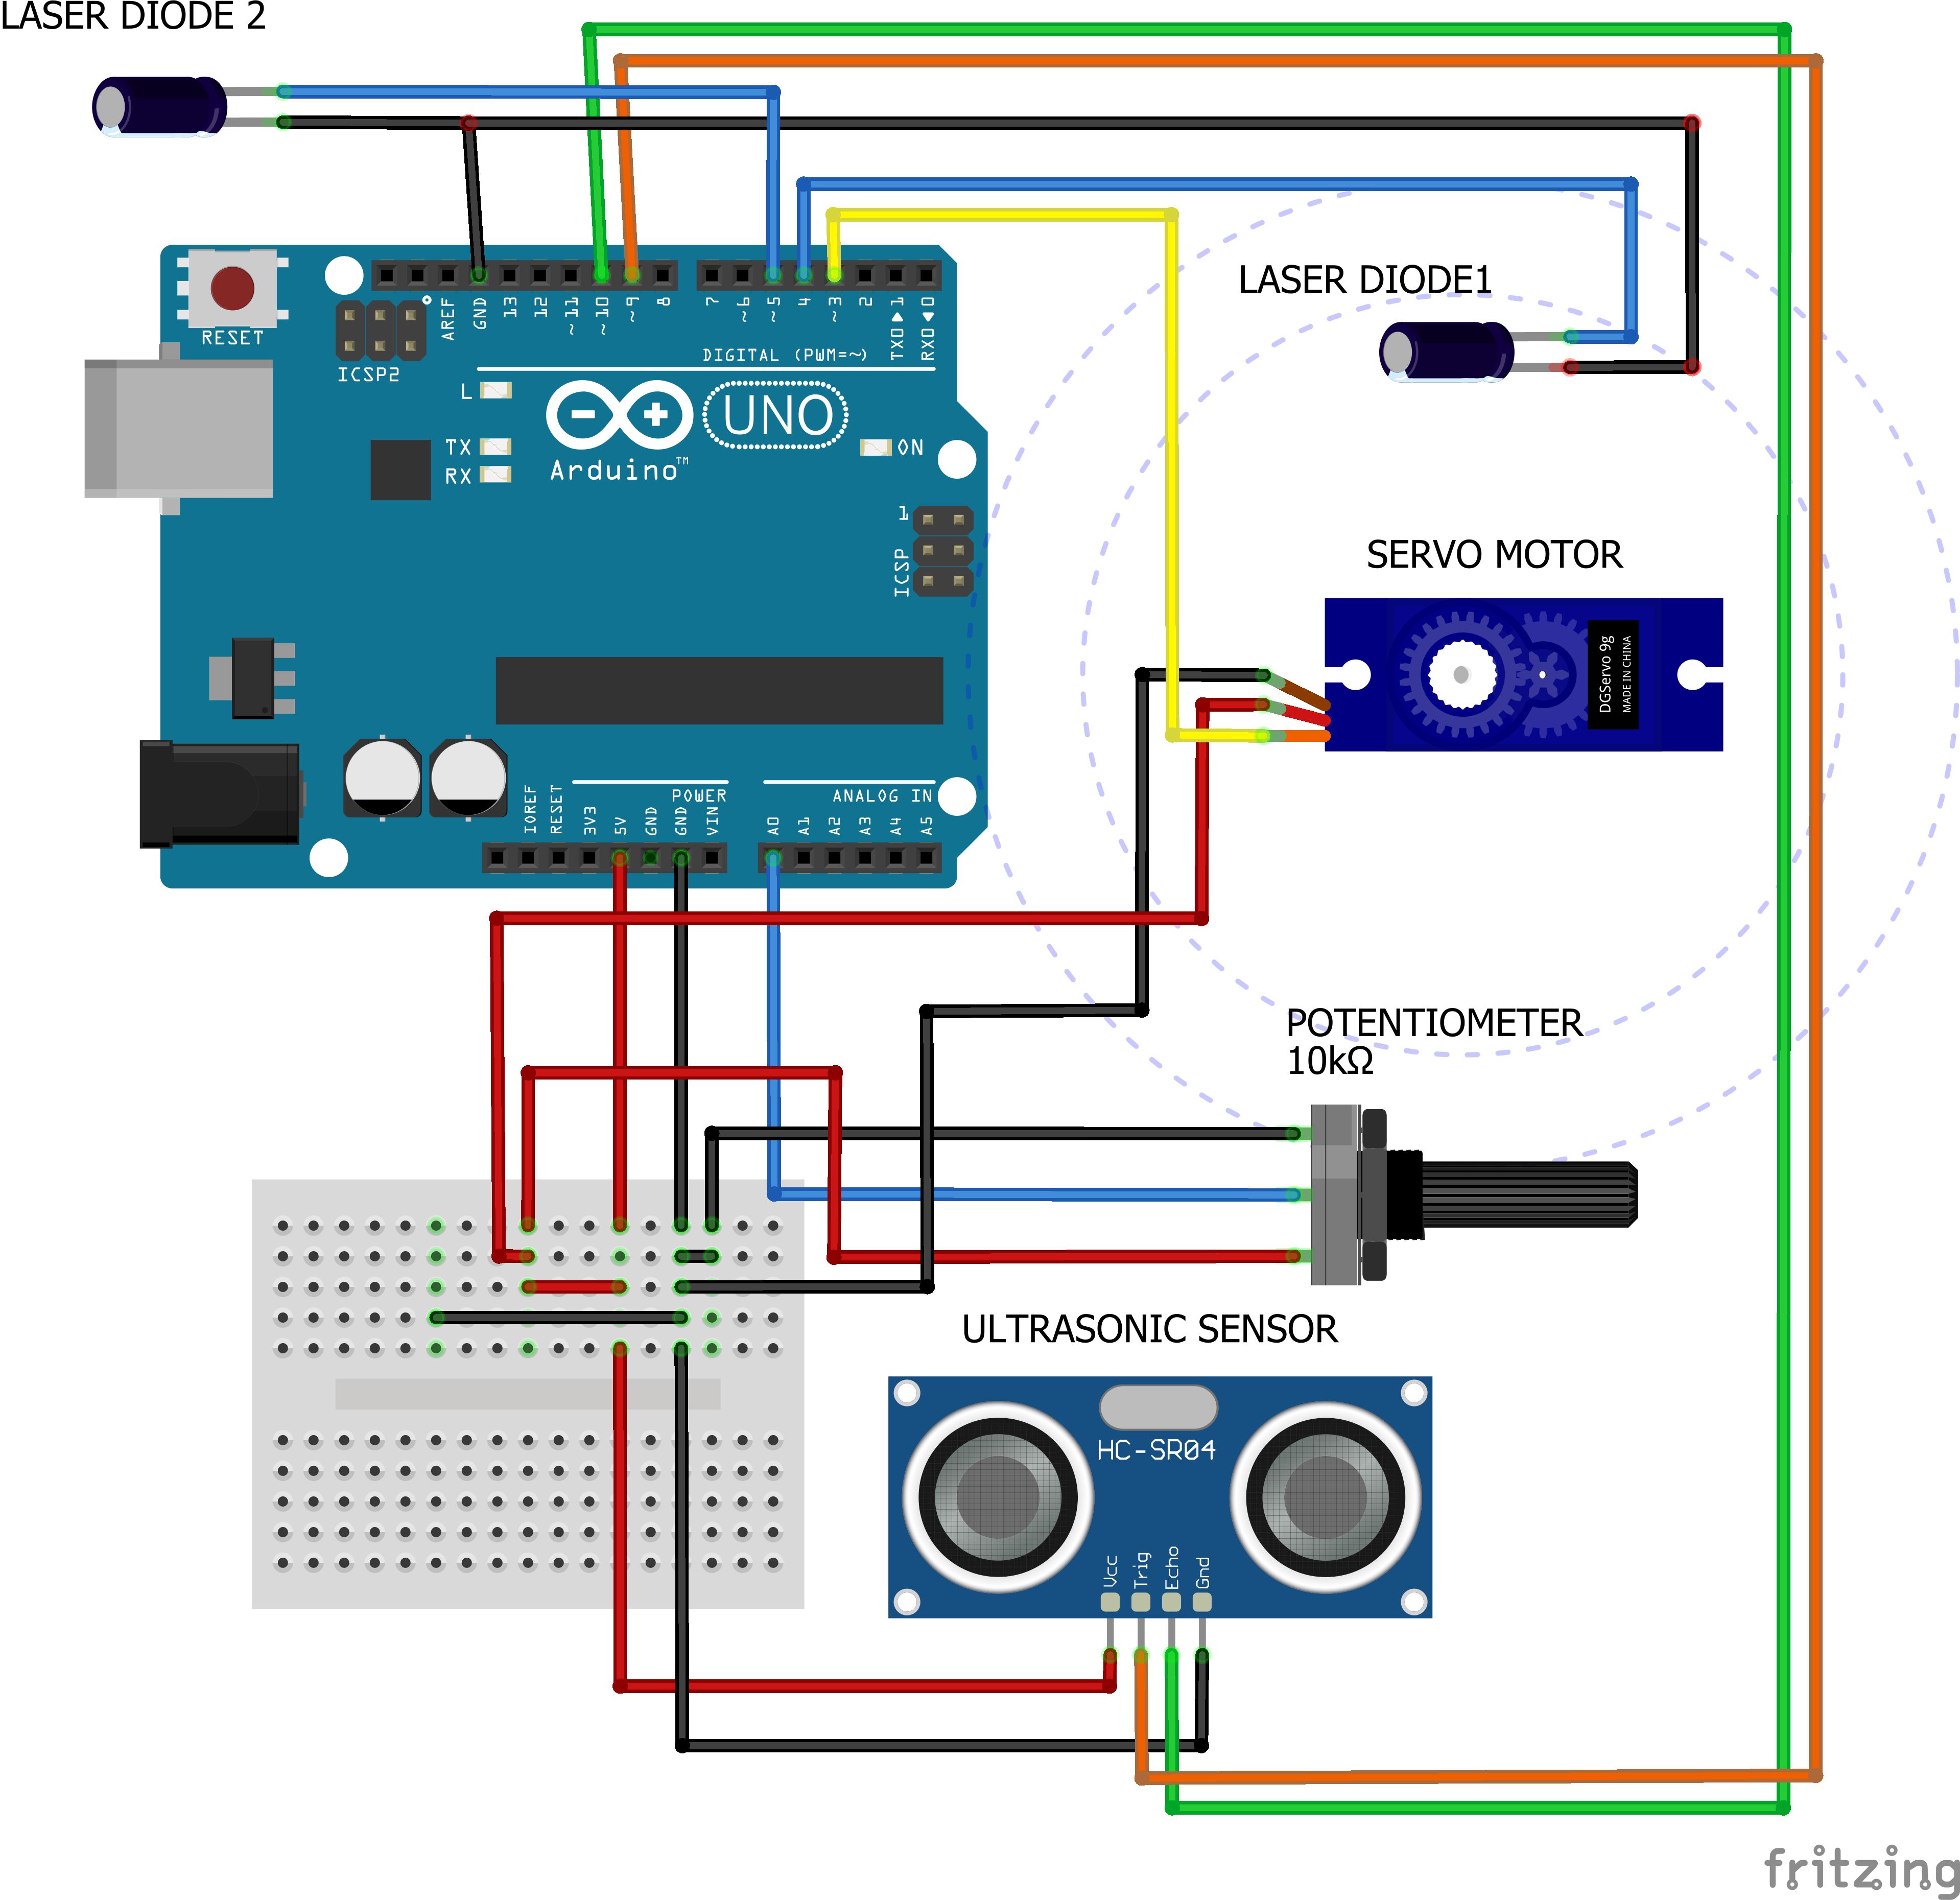 LASER DIODE 2
RESET
ICSP2
AREF
GND
13
12
~11
~10
~9
8
7
~6
~5
4
~3
2
TX0▶1
RX0◀0
DIGITAL (PWM=~)
L
TX
RX
UNO
Arduino™
ON
1
ICSP
LASER DIODE1
SERVO MOTOR
DGServo 9g
MADE IN CHINA
POWER
ANALOG IN
IOREF
RESET
3V3
5V
GND
GND
VIN
A0
A1
A2
A3
A4
A5
POTENTIOMETER
10kΩ
ULTRASONIC SENSOR
HC-SR04
Vcc
Trig
Echo
Gnd
fritzing